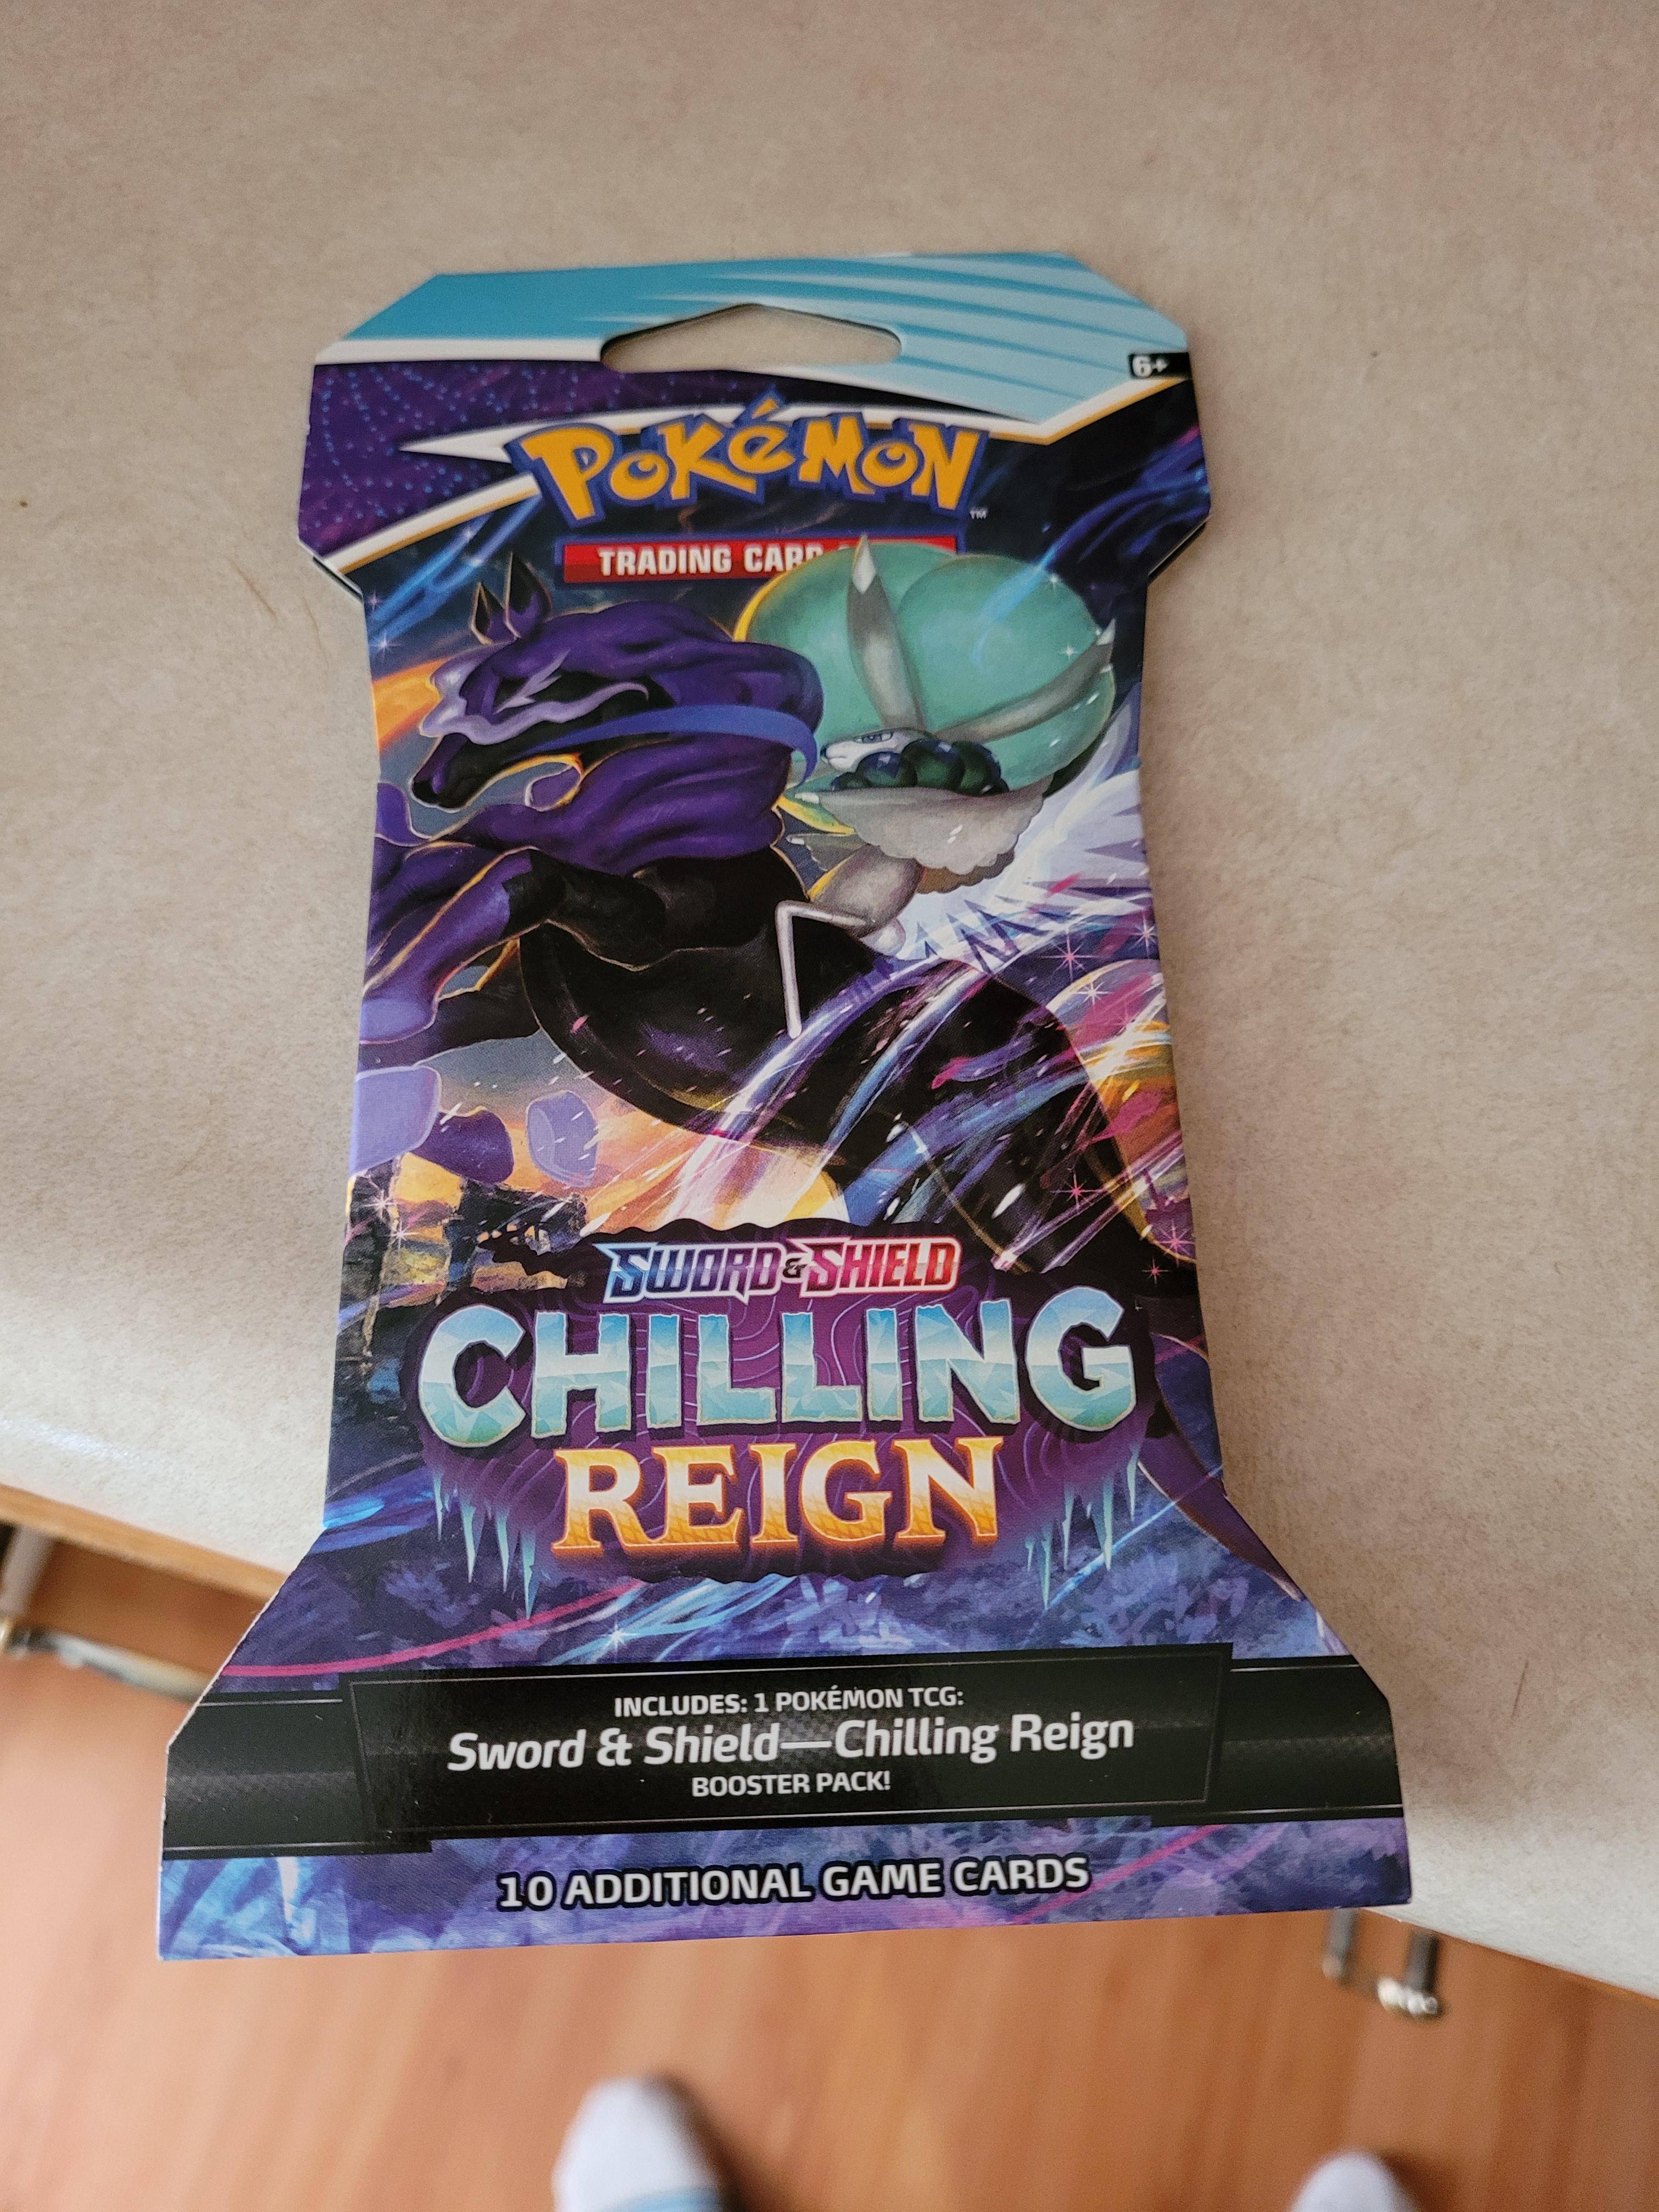 6+
POKéMON
TM
TRADING CARD
SWORD & SHIELD
CHILLING
REIGN
INCLUDES: 1 POKÉMON TCG:
Sword & Shield—Chilling Reign
BOOSTER PACK!
10 ADDITIONAL GAME CARDS